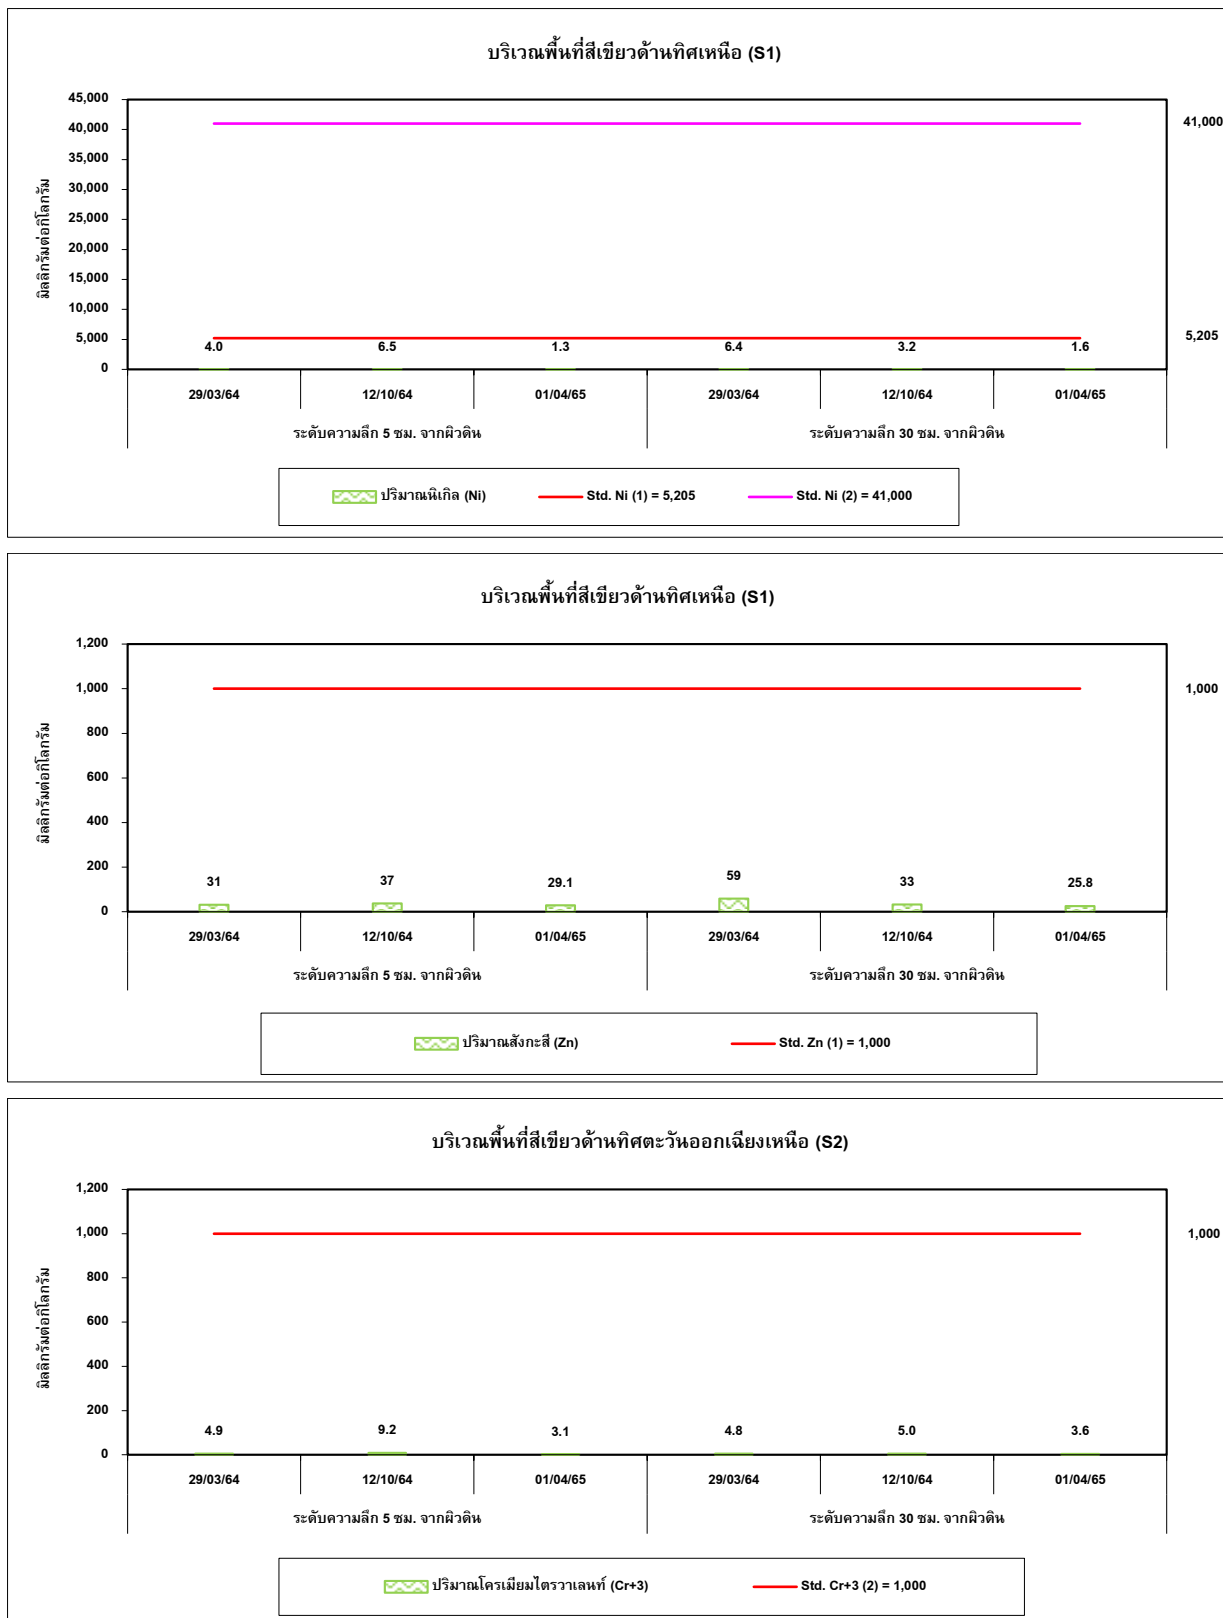 บริเวณพื้นที่สีเขียวด้านทิศเหนือ (S1)
มิลลิกรัมต่อกิโลกรัม
45,000
40,000
35,000
30,000
25,000
20,000
15,000
10,000
5,000
0
41,000
5,205
4.0 6.5 1.3 6.4 3.2 1.6
29/03/64 12/10/64 01/04/65 29/03/64 12/10/64 01/04/65
ระดับความลึก 5 ซม. จากผิวดิน ระดับความลึก 30 ซม. จากผิวดิน
ปริมาณนิเกิล (Ni) Std. Ni (1) = 5,205 Std. Ni (2) = 41,000
บริเวณพื้นที่สีเขียวด้านทิศเหนือ (S1)
มิลลิกรัมต่อกิโลกรัม
1,200
1,000
800
600
400
200
0
1,000
31 37 29.1 59 33 25.8
29/03/64 12/10/64 01/04/65 29/03/64 12/10/64 01/04/65
ระดับความลึก 5 ซม. จากผิวดิน ระดับความลึก 30 ซม. จากผิวดิน
ปริมาณสังกะสี (Zn) Std. Zn (1) = 1,000
บริเวณพื้นที่สีเขียวด้านทิศตะวันออกเฉียงเหนือ (S2)
มิลลิกรัมต่อกิโลกรัม
1,200
1,000
800
600
400
200
0
1,000
4.9 9.2 3.1 4.8 5.0 3.6
29/03/64 12/10/64 01/04/65 29/03/64 12/10/64 01/04/65
ระดับความลึก 5 ซม. จากผิวดิน ระดับความลึก 30 ซม. จากผิวดิน
ปริมาณโครเมียมไตรวาเลนท์ (Cr+3) Std. Cr+3 (2) = 1,000